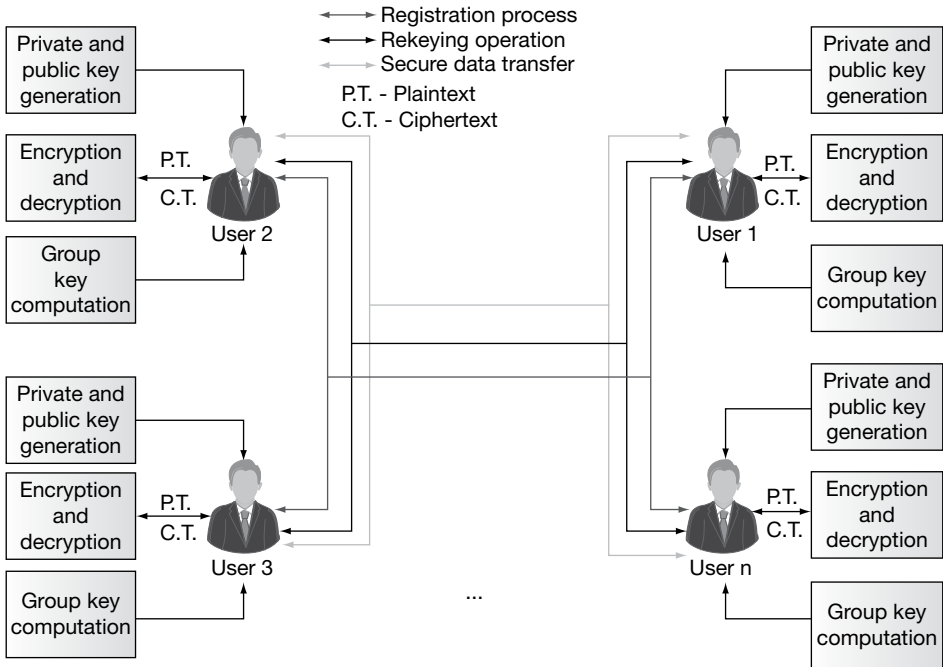 Registration process
Rekeying operation
Secure data transfer
P.T. - Plaintext
C.T. - Ciphertext
Private and
public key
generation
Encryption
and
decryption
P.T.
C.T.
User 2
Group
key
computation
Private and
public key
generation
P.T.
C.T.
Encryption
and
decryption
User 1
Group key
computation
Private and
public key
generation
Encryption
and
decryption
P.T.
C.T.
User 3
Group key
computation
...
Private and
public key
generation
P.T.
C.T.
Encryption
and
decryption
User n
Group key
computation